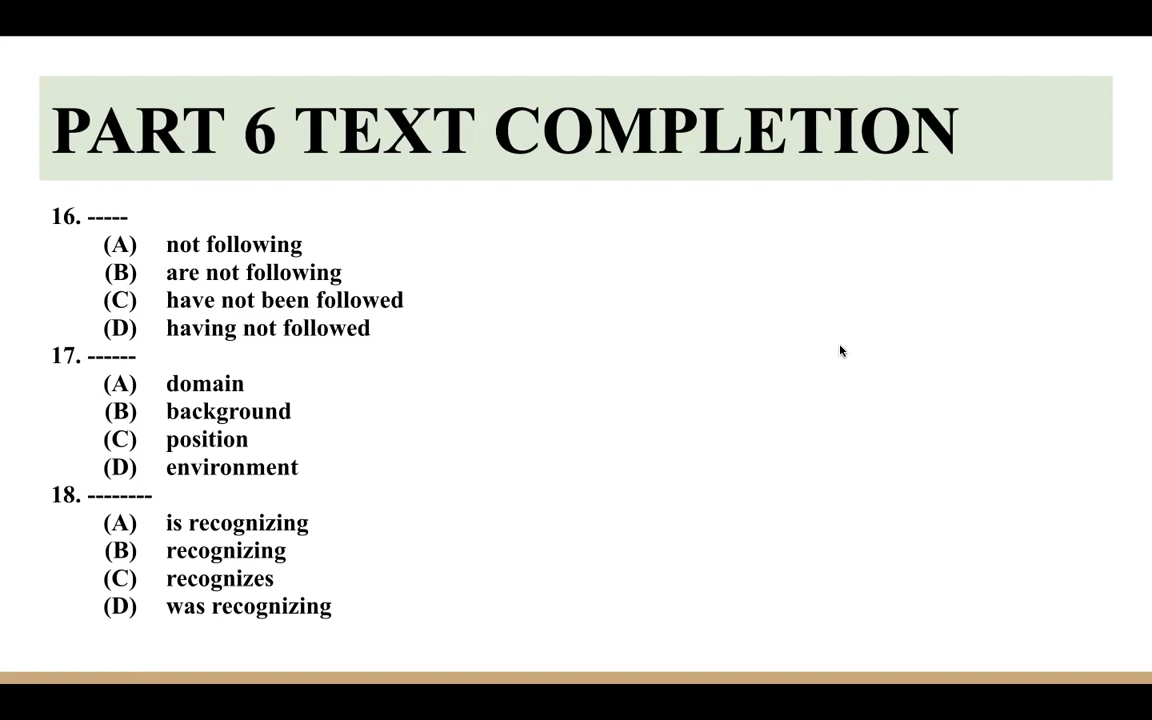 PART 6 TEXT COMPLETION
16. -----
(A) not following
(B) are not following
(C) have not been followed
(D) having not followed
17. ------
(A) domain
(B) background
(C) position
(D) environment
18. --------
(A) is recognizing
(B) recognizing
(C) recognizes
(D) was recognizing